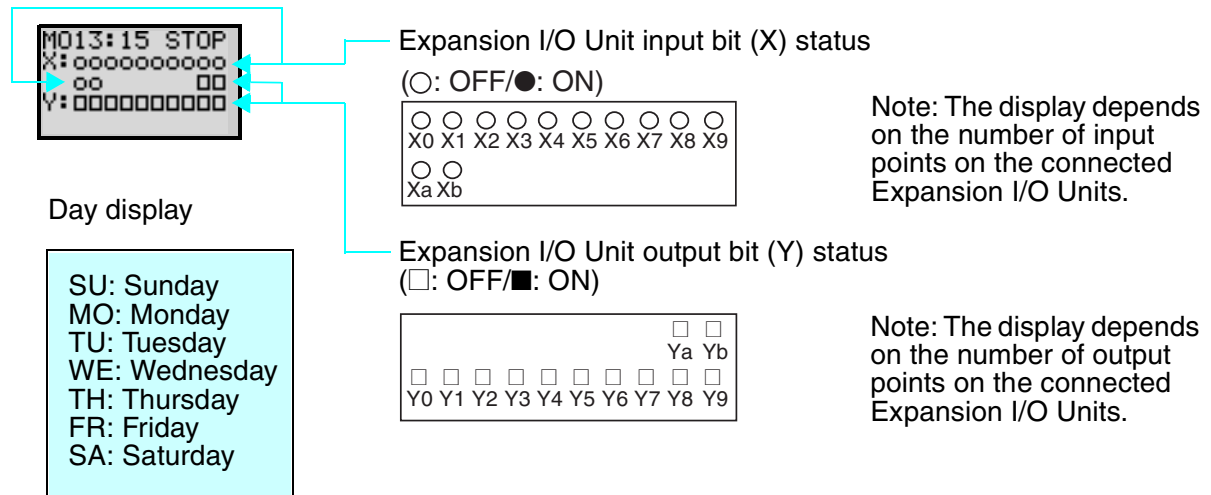 MO13:15 STOP
X:oooooooooo
oo □□
Y:□□□□□□□□□□
Day display
SU: Sunday
MO: Monday
TU: Tuesday
WE: Wednesday
TH: Thursday
FR: Friday
SA: Saturday
Expansion I/O Unit input bit (X) status
(○: OFF/●: ON)
X0 X1 X2 X3 X4 X5 X6 X7 X8 X9
Xa Xb
Note: The display depends
on the number of input
points on the connected
Expansion I/O Units.
Expansion I/O Unit output bit (Y) status
(□: OFF/■: ON)
Ya Yb
Y0 Y1 Y2 Y3 Y4 Y5 Y6 Y7 Y8 Y9
Note: The display depends
on the number of output
points on the connected
Expansion I/O Units.